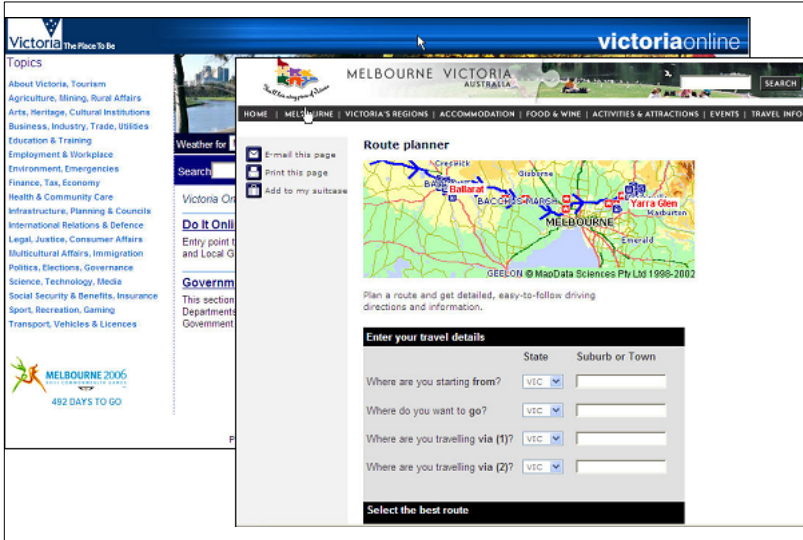 Victoria The Place To Be
victoriaonline
Topics
About Victoria, Tourism
Agriculture, Mining, Rural Affairs
Arts, Heritage, Cultural Institutions
Business, Industry, Trade, Utilities
Education & Training
Employment & Workplace
Environment, Emergencies
Finance, Tax, Economy
Health & Community Care
Infrastructure, Planning & Councils
International Relations & Defence
Legal, Justice, Consumer Affairs
Multicultural Affairs, Immigration
Politics, Elections, Governance
Science, Technology, Media
Social Security & Benefits, Insurance
Sport, Recreation, Gaming
Transport, Vehicles & Licences
MELBOURNE 2006
492 DAYS TO GO
Weather for
Search
Victoria On
Do It Onli
Entry point t
and Local G
Governm
This section
Departments
Government
P
MELBOURNE VICTORIA
AUSTRALIA
SEARCH
HOME | MELBOURNE | VICTORIA'S REGIONS | ACCOMMODATION | FOOD & WINE | ACTIVITIES & ATTRACTIONS | EVENTS | TRAVEL INFO
E-mail this page
Print this page
Add to my suitcase
Route planner
Creswick
Gisborne
Ballarat
BACCHUS MARSH
Yarra Glen
MELBOURNE
Warburton
Emerald
GEELON © MapData Sciences Pty Ltd 1998-2002
Plan a route and get detailed, easy-to-follow driving
directions and information.
Enter your travel details
State Suburb or Town
Where are you starting from? VIC
Where do you want to go? VIC
Where are you travelling via (1)? VIC
Where are you travelling via (2)? VIC
Select the best route